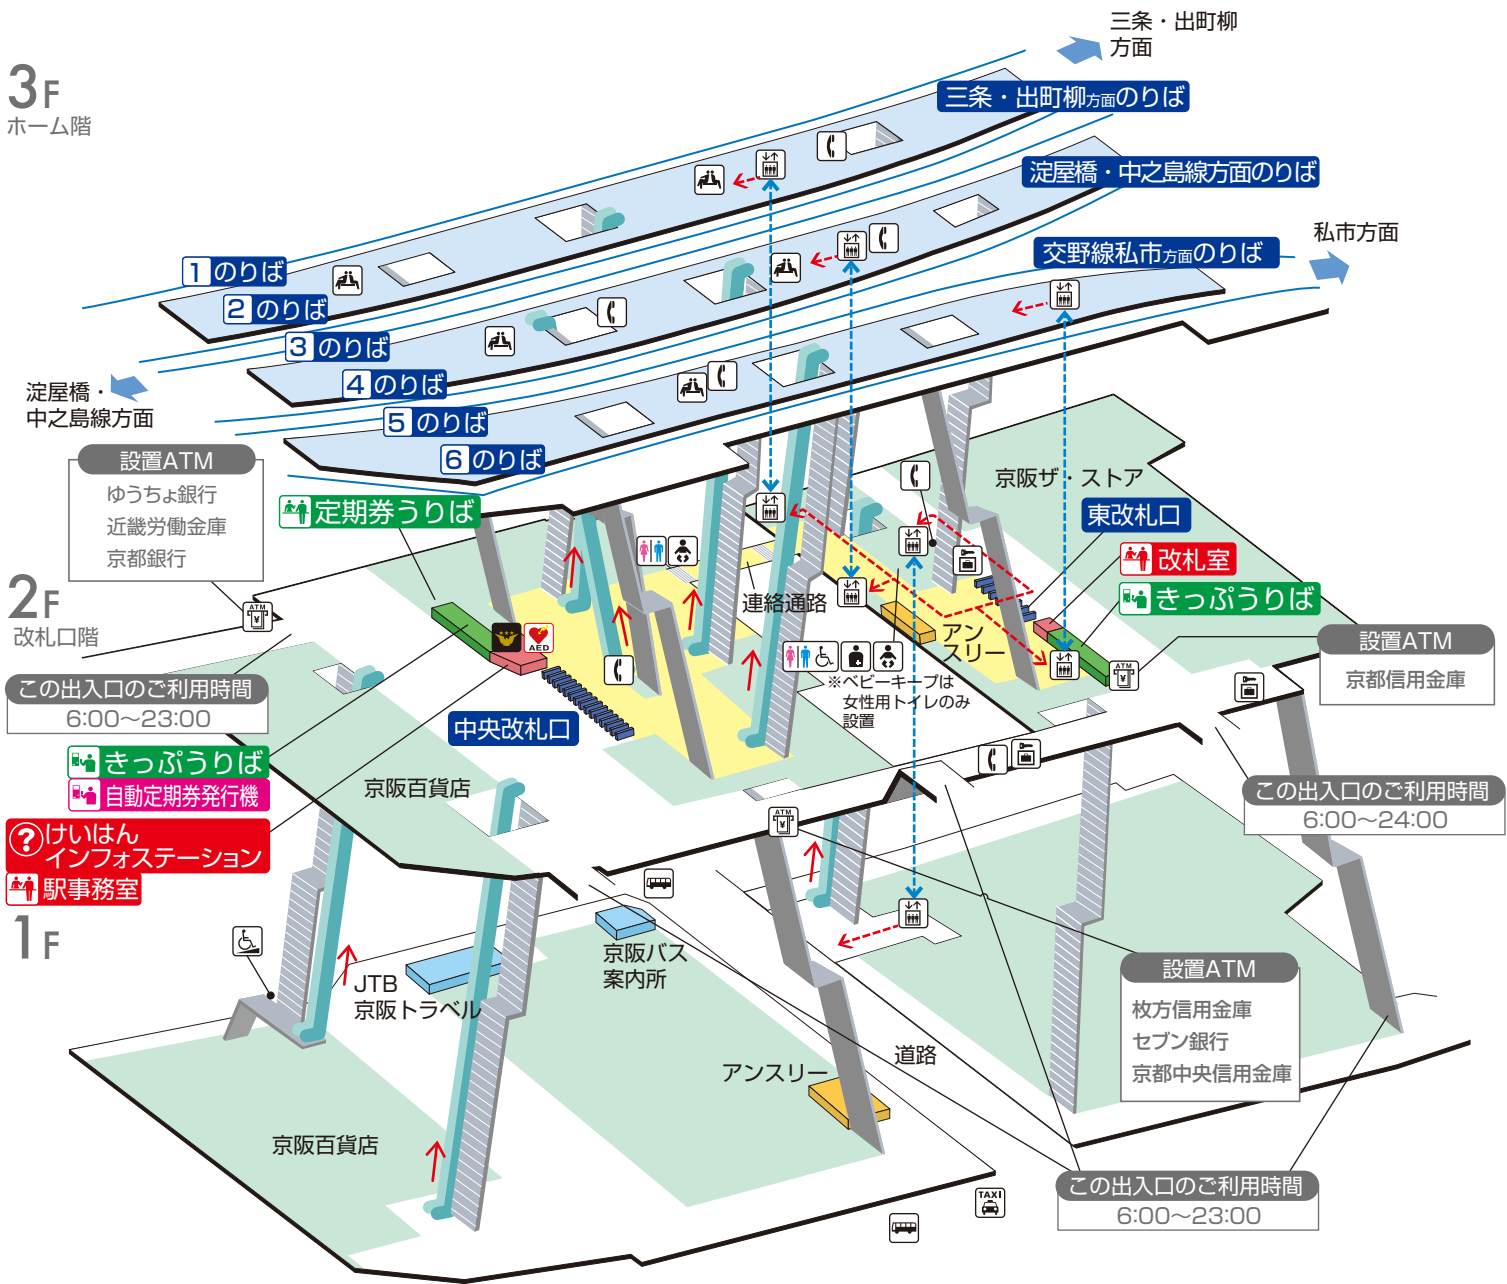 三条・出町柳
方面
3F
ホーム階
三条・出町柳方面のりば
淀屋橋・中之島線方面のりば
交野線私市方面のりば
私市方面
1 のりば
2 のりば
3 のりば
4 のりば
5 のりば
6 のりば
淀屋橋・
中之島線方面
設置ATM
ゆうちょ銀行
近畿労働金庫
京都銀行
定期券うりば
京阪ザ・ストア
東改札口
改札室
きっぷうりば
2F
改札口階
ATM
¥
連絡通路
アン
スリー
AED
ATM
¥
設置ATM
京都信用金庫
※ベビーキープは
女性用トイレのみ
設置
この出入口のご利用時間
6:00〜23:00
中央改札口
きっぷうりば
自動定期券発行機
京阪百貨店
?けいはん
インフォステーション
駅事務室
ATM
¥
この出入口のご利用時間
6:00〜24:00
1F
JTB
京阪トラベル
京阪バス
案内所
設置ATM
枚方信用金庫
セブン銀行
京都中央信用金庫
アンスリー
道路
京阪百貨店
この出入口のご利用時間
6:00〜23:00
TAXI